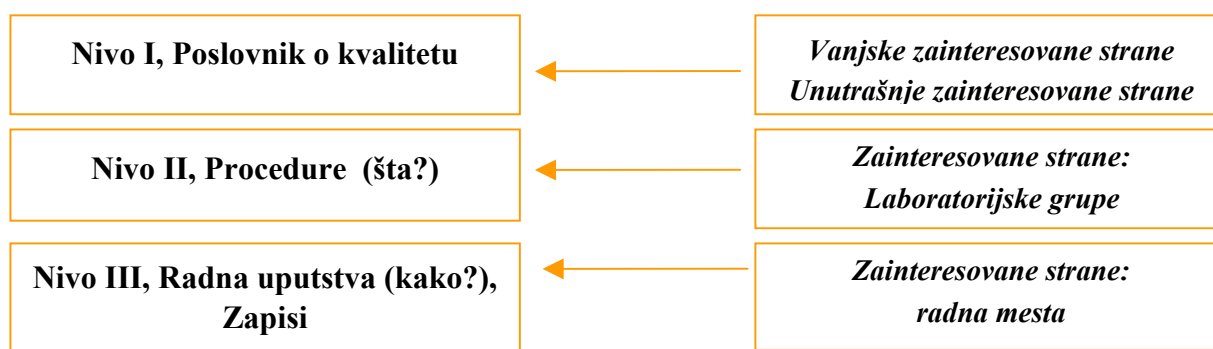 Nivo I, Poslovnik o kvalitetu
Vanjske zainteresovane strane
Unutrašnje zainteresovane strane
Nivo II, Procedure (šta?)
Zainteresovane strane:
Laboratorijske grupe
Nivo III, Radna uputstva (kako?),
Zapisi
Zainteresovane strane:
radna mesta